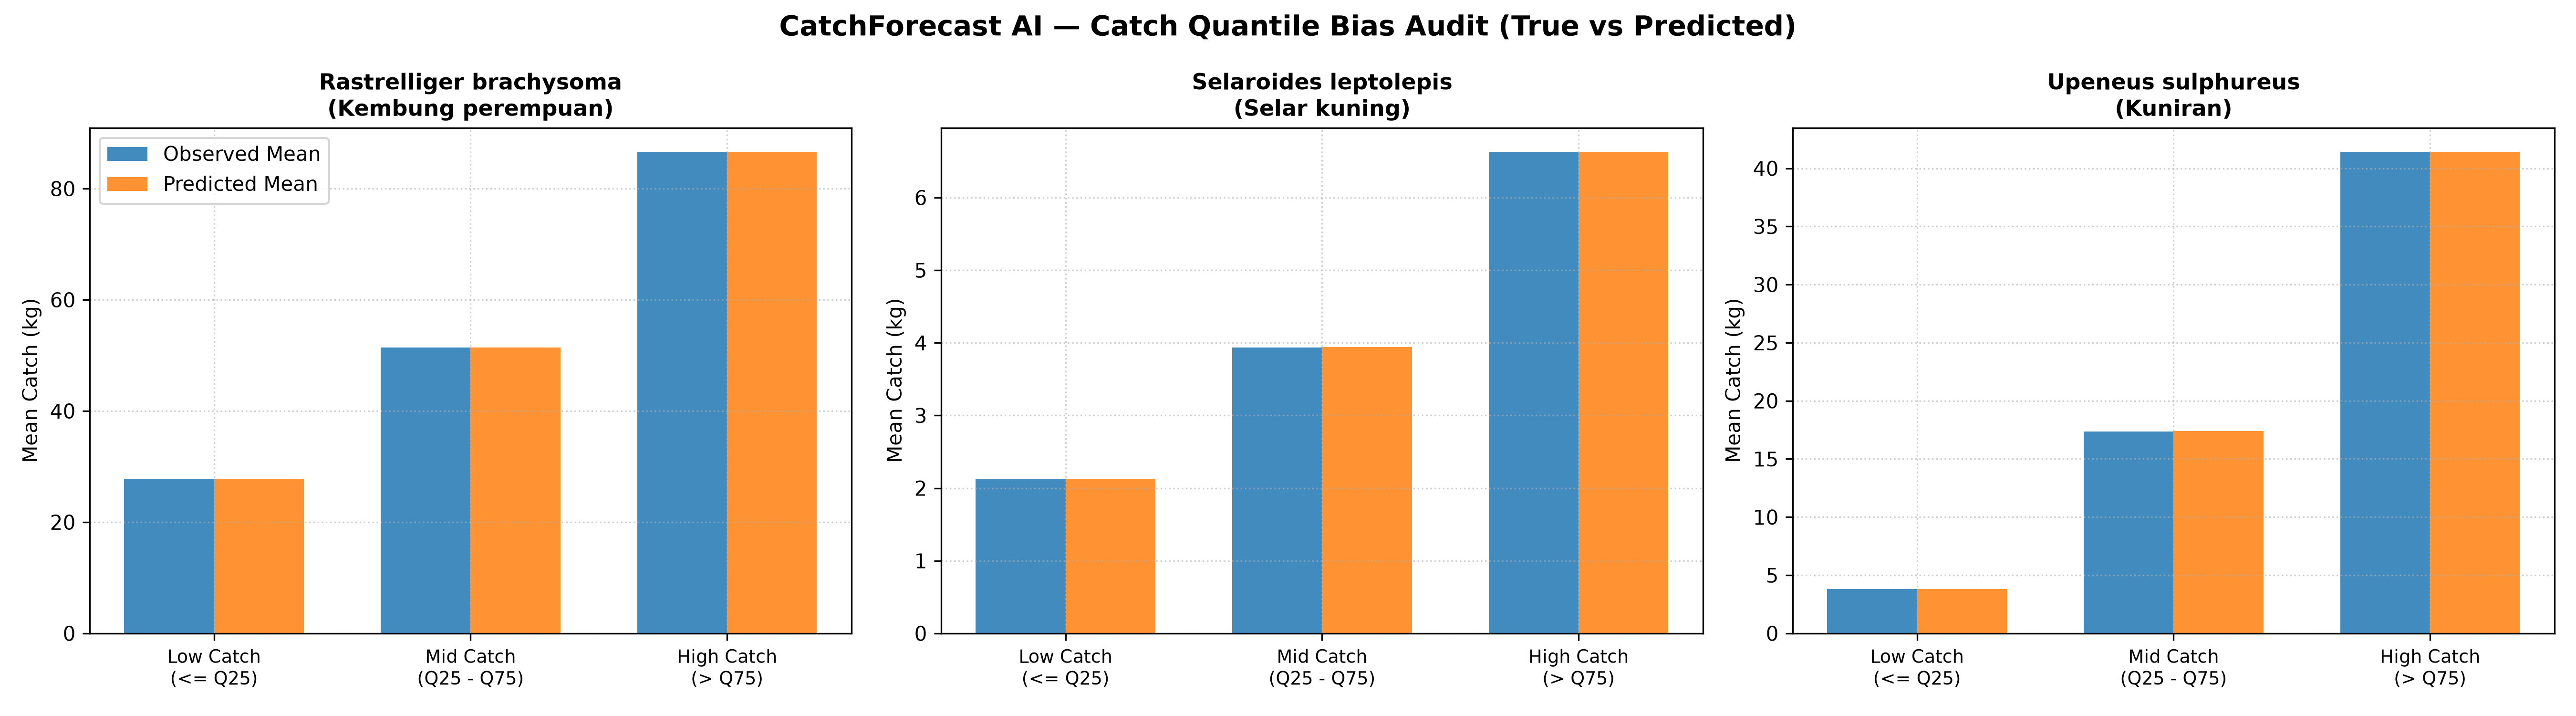 CatchForecast AI — Catch Quantile Bias Audit (True vs Predicted)
Rastrelliger brachysoma
(Kembung perempuan)
Observed Mean
Predicted Mean
Mean Catch (kg)
80
60
40
20
0
Low Catch
(<= Q25)
Mid Catch
(Q25 - Q75)
High Catch
(> Q75)
Selaroides leptolepis
(Selar kuning)
Mean Catch (kg)
6
5
4
3
2
1
0
Low Catch
(<= Q25)
Mid Catch
(Q25 - Q75)
High Catch
(> Q75)
Upeneus sulphureus
(Kuniran)
Mean Catch (kg)
40
35
30
25
20
15
10
5
0
Low Catch
(<= Q25)
Mid Catch
(Q25 - Q75)
High Catch
(> Q75)